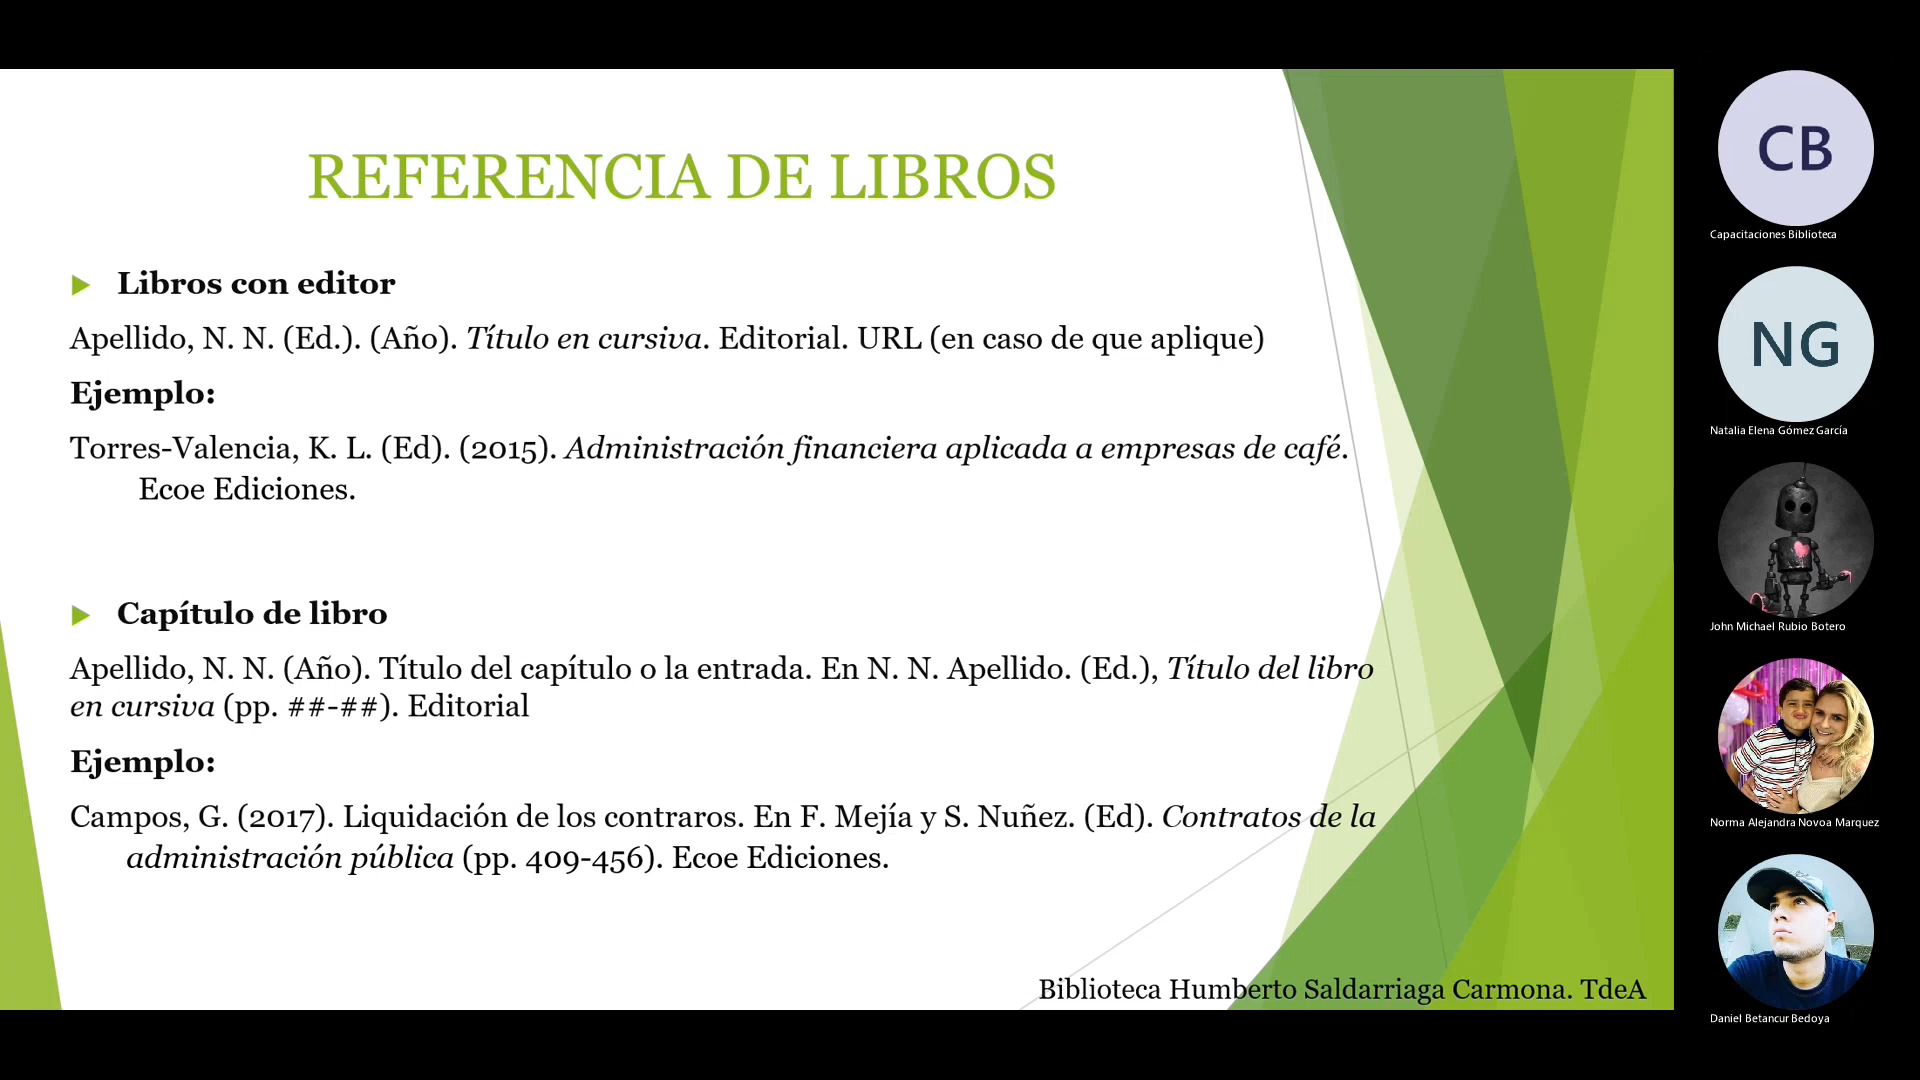 REFERENCIA DE LIBROS
Libros con editor
Apellido, N. N. (Ed.). (Año). Título en cursiva. Editorial. URL (en caso de que aplique)
Ejemplo:
Torres-Valencia, K. L. (Ed). (2015). Administración financiera aplicada a empresas de café.
Ecoe Ediciones.
Capítulo de libro
Apellido, N. N. (Año). Título del capítulo o la entrada. En N. N. Apellido. (Ed.), Título del libro
en cursiva (pp. ##-##). Editorial
Ejemplo:
Campos, G. (2017). Liquidación de los contraros. En F. Mejía y S. Nuñez. (Ed). Contratos de la
administración pública (pp. 409-456). Ecoe Ediciones.
Biblioteca Humberto Saldarriaga Carmona. TdeA
CB
Capacitaciones Biblioteca
NG
Natalia Elena Gómez García
John Michael Rubio Botero
Norma Alejandra Novoa Marquez
Daniel Betancur Bedoya